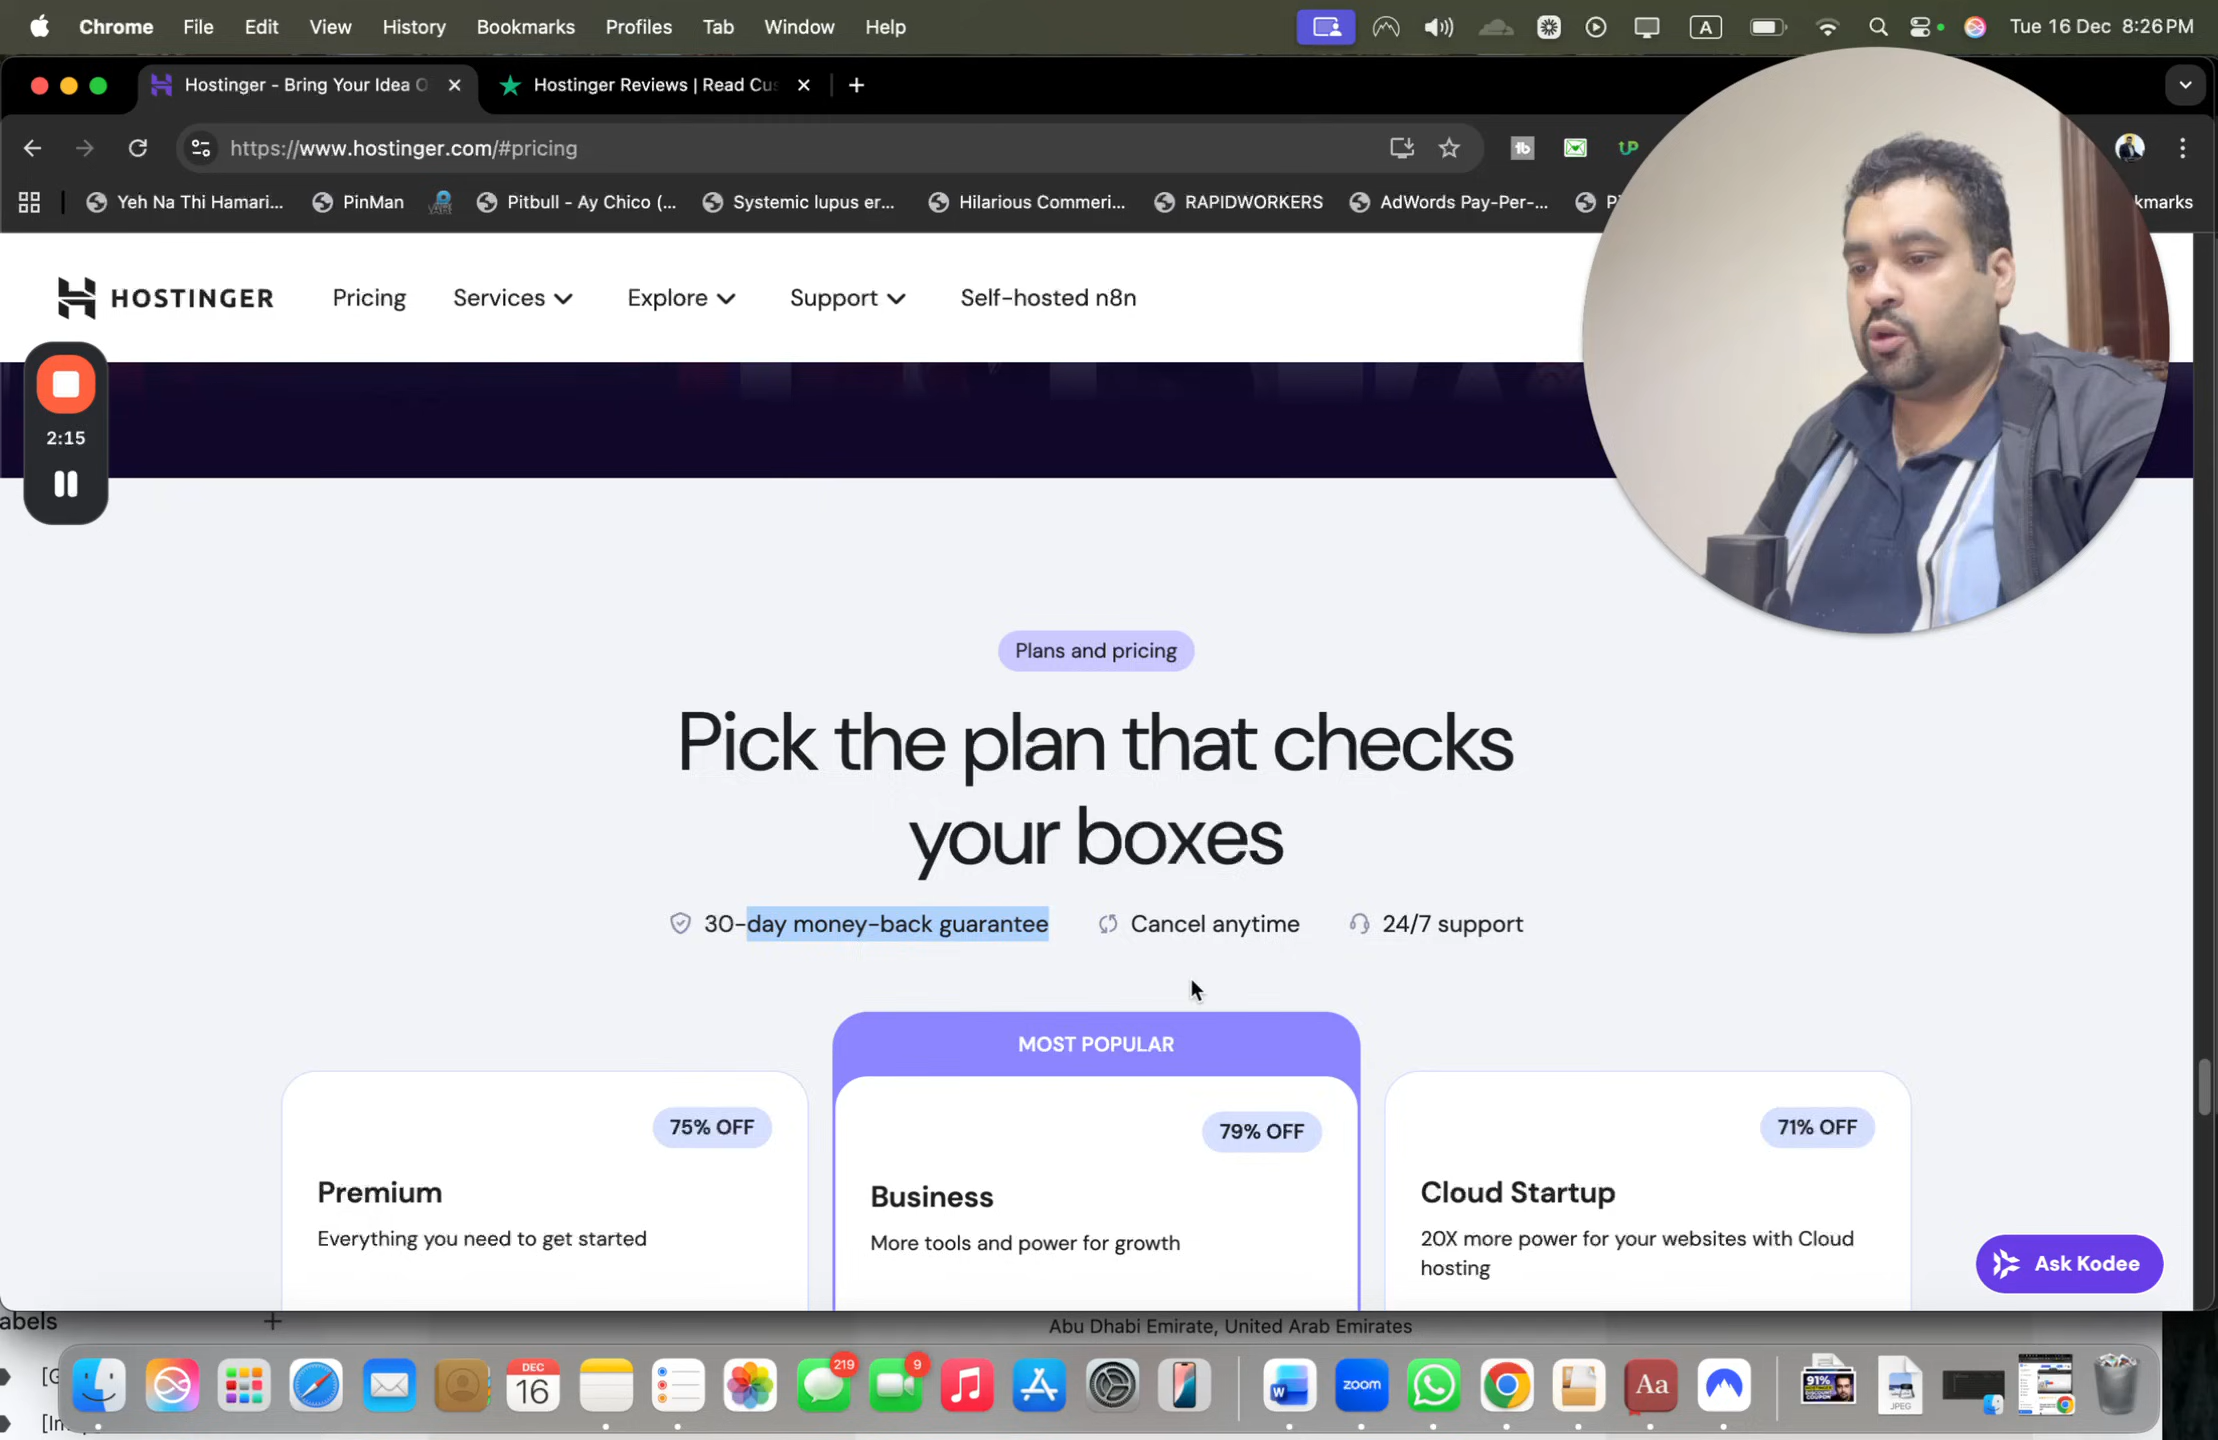 Chrome File Edit View History Bookmarks Profiles Tab Window Help A Tue 16 Dec 8:26 PM
Hostinger - Bring Your Idea O Hostinger Reviews | Read Cus
https://www.hostinger.com/#pricing
Yeh Na Thi Hamari... PinMan Pitbull - Ay Chico (... Systemic lupus er... Hilarious Commeri... RAPIDWORKERS AdWords Pay-Per-... kmarks
HOSTINGER Pricing Services Explore Support Self-hosted n8n
2:15
Plans and pricing
Pick the plan that checks
your boxes
30-day money-back guarantee Cancel anytime 24/7 support
MOST POPULAR
75% OFF 79% OFF 71% OFF
Premium Business Cloud Startup
Everything you need to get started More tools and power for growth 20X more power for your websites with Cloud
hosting
Ask Kodee
abels
Abu Dhabi Emirate, United Arab Emirates
DEC
16
219
9
W
zoom
Aa
91%
JPEG